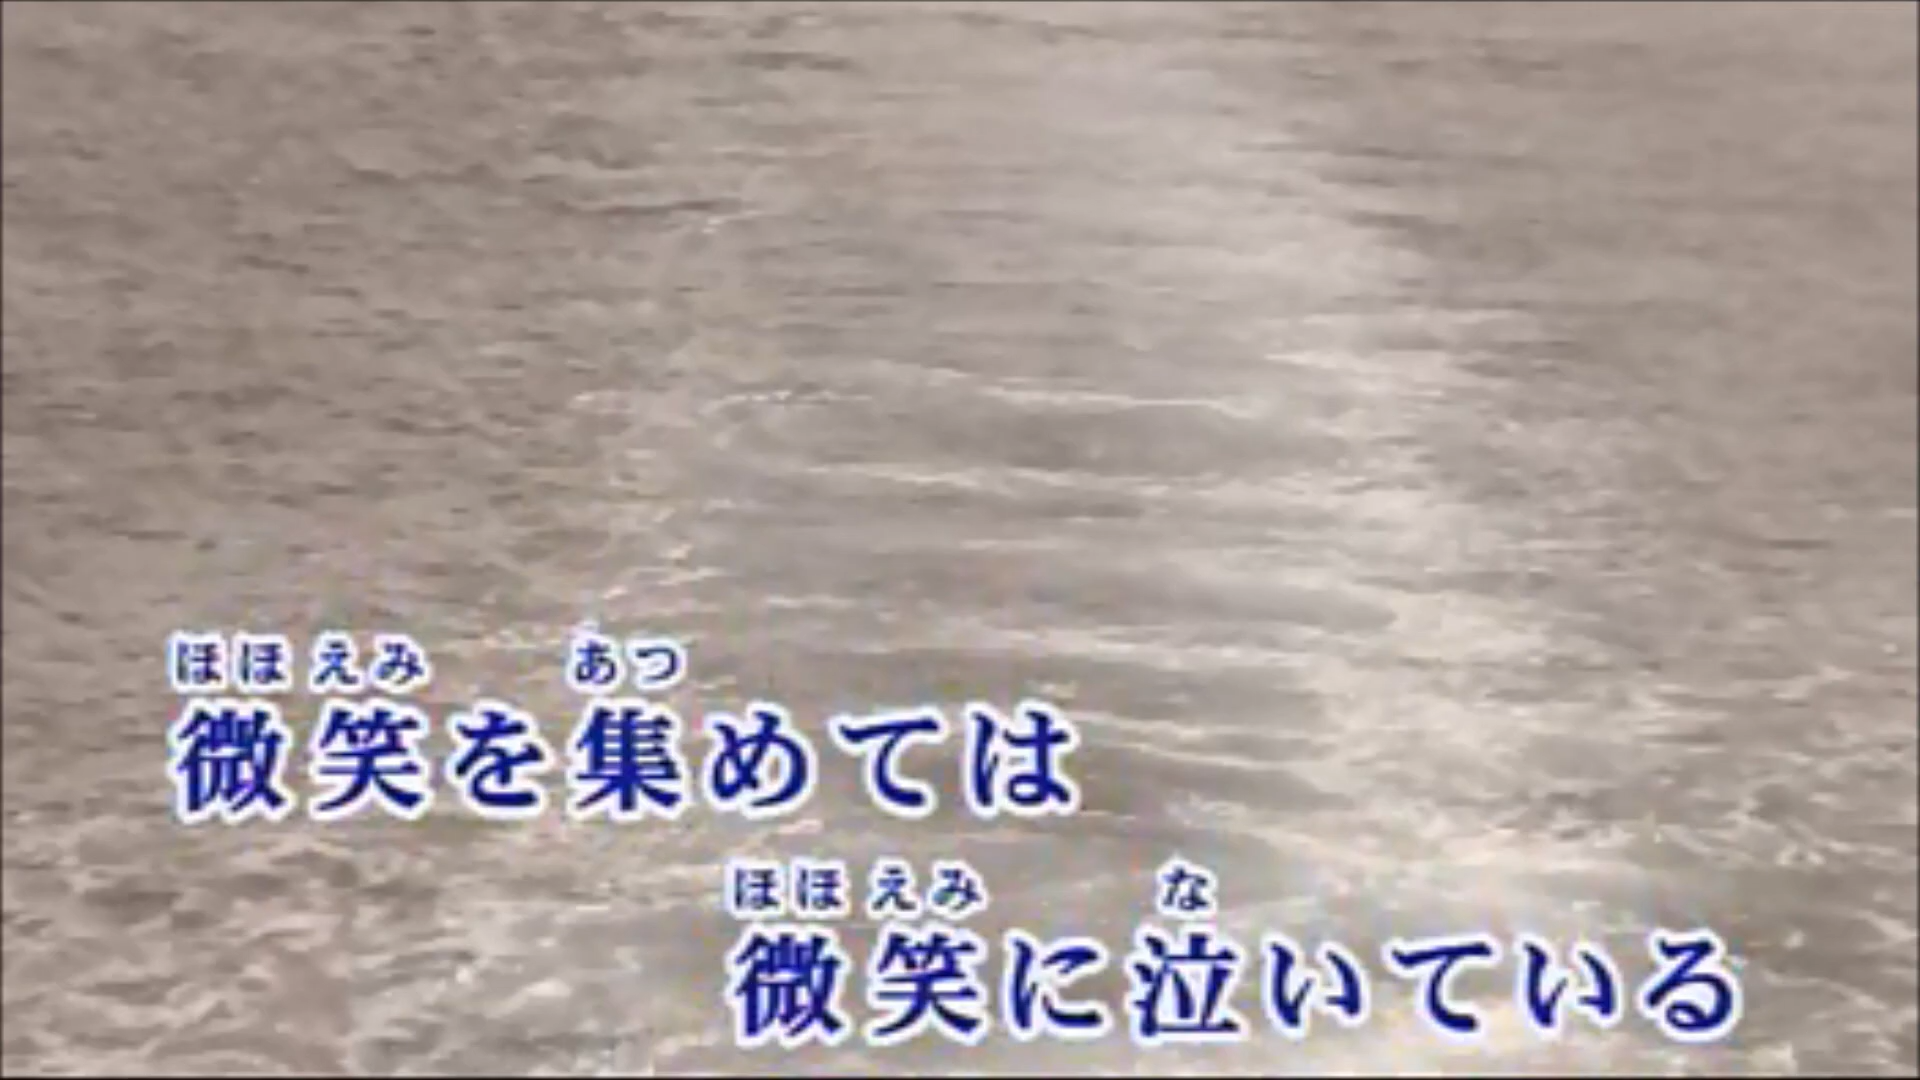 ほほえみ あつ
微笑を集めては
ほほえみ な
微笑に泣いている